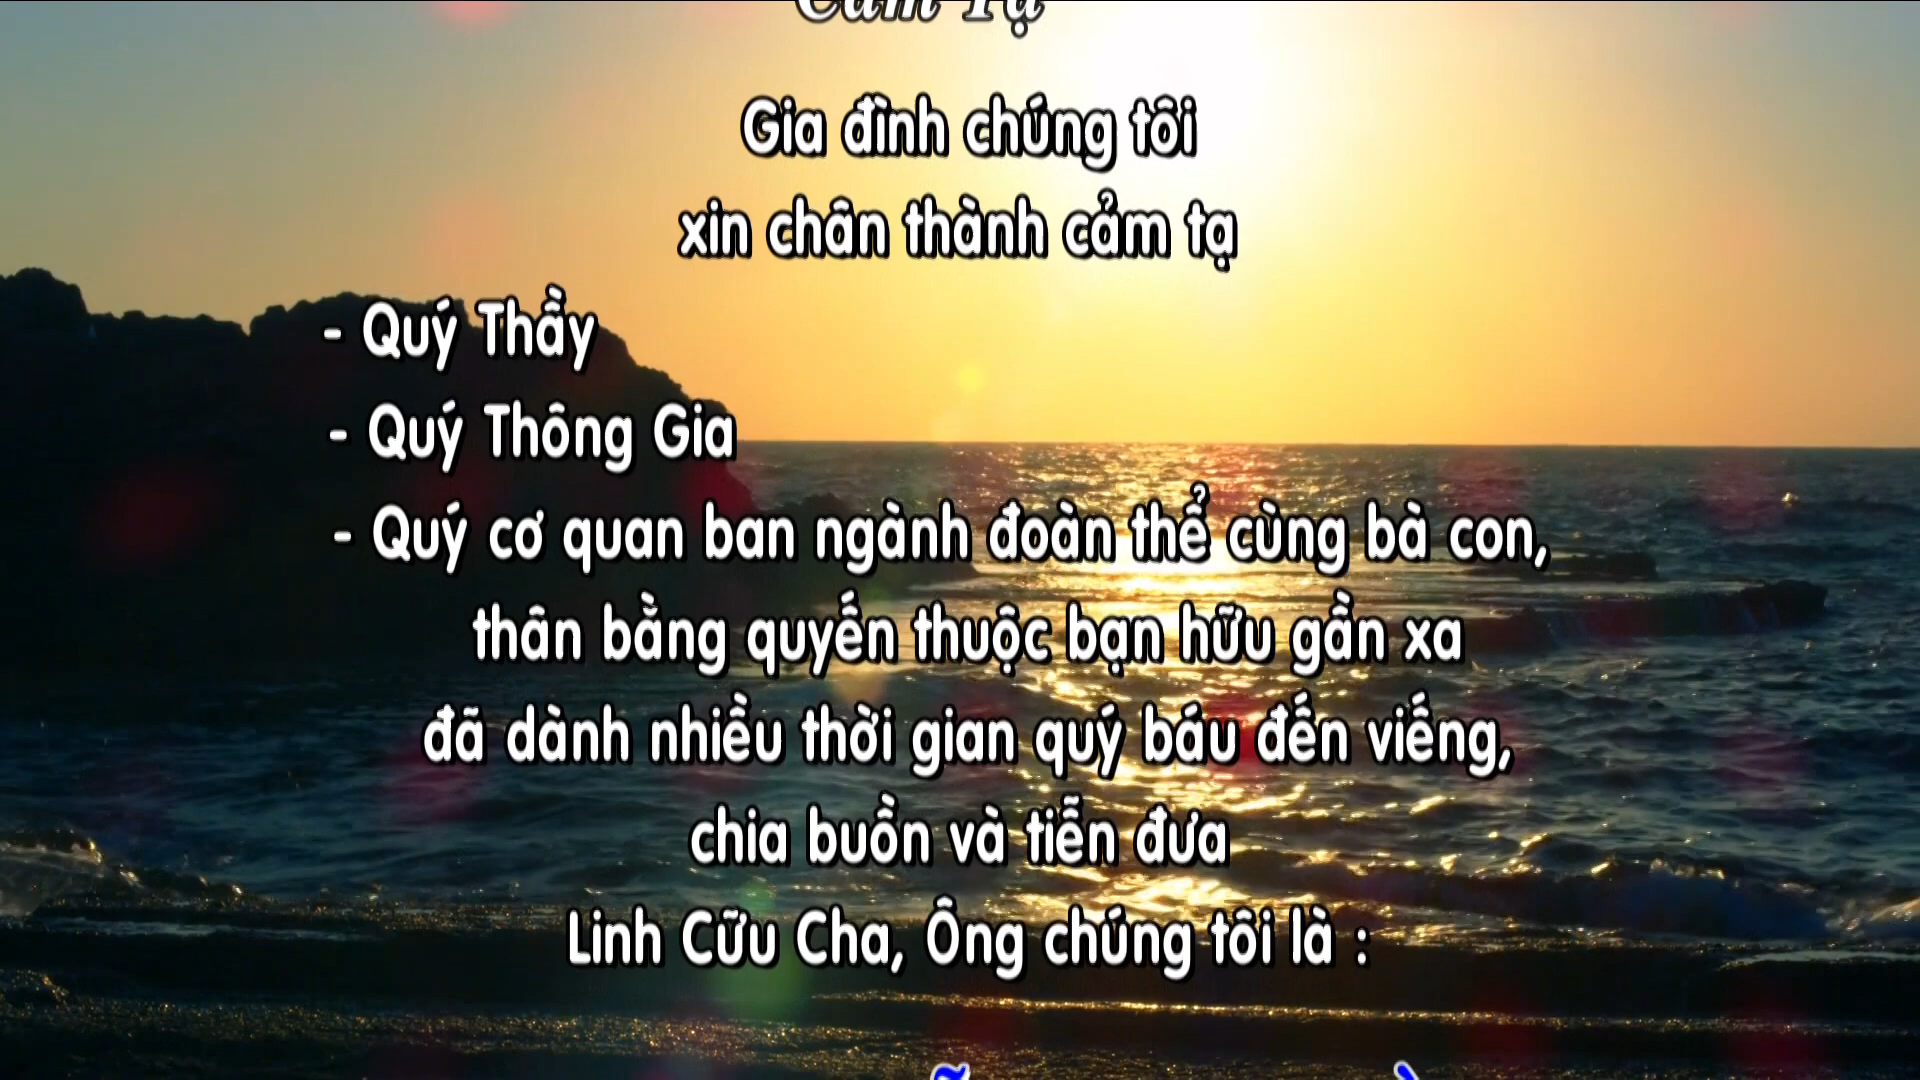 Cảm Tạ
Gia đình chúng tôi
xin chân thành cảm tạ
- Quý Thầy
- Quý Thông Gia
- Quý cơ quan ban ngành đoàn thể cùng bà con,
thân bằng quyến thuộc bạn hữu gần xa
đã dành nhiều thời gian quý báu đến viếng,
chia buồn và tiễn đưa
Linh Cữu Cha, Ông chúng tôi là :